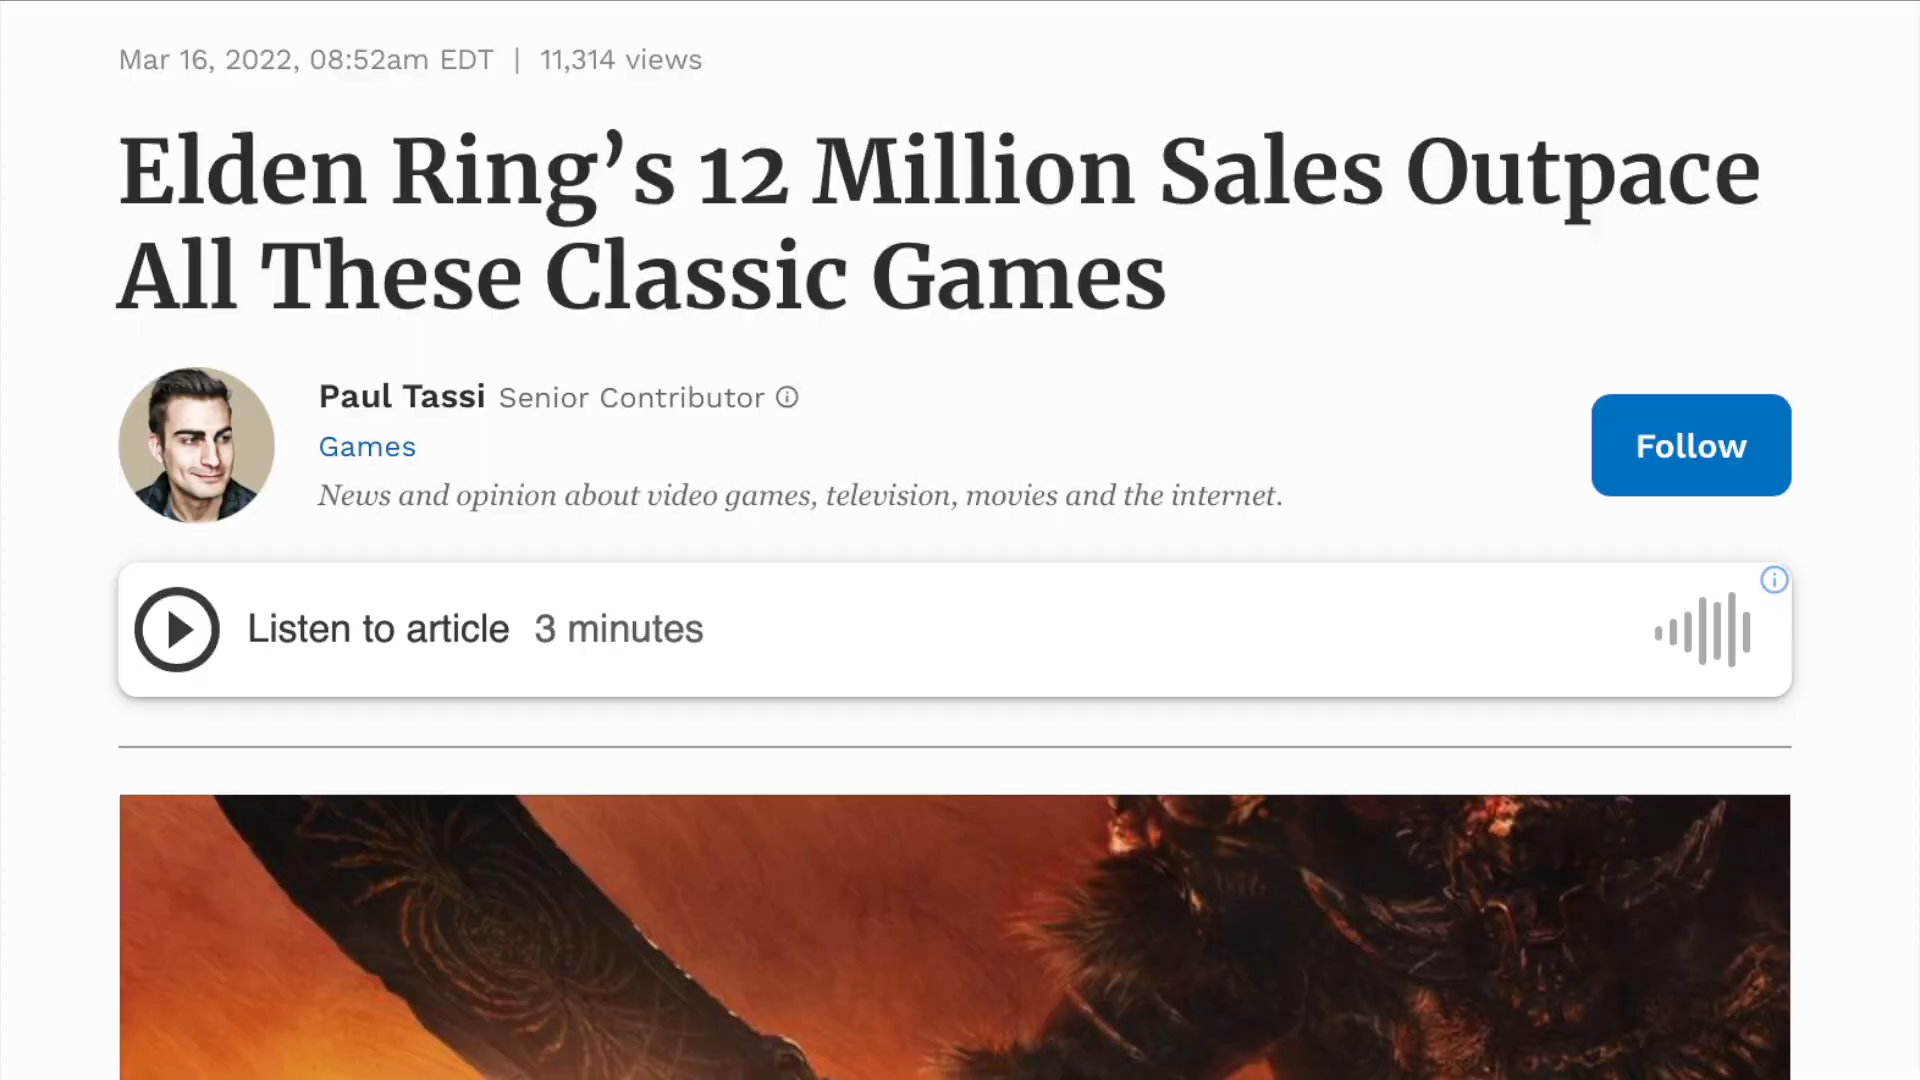 Mar 16, 2022, 08:52am EDT | 11,314 views
Elden Ring’s 12 Million Sales Outpace
All These Classic Games
Paul Tassi Senior Contributor
Games
Follow
News and opinion about video games, television, movies and the internet.
Listen to article 3 minutes